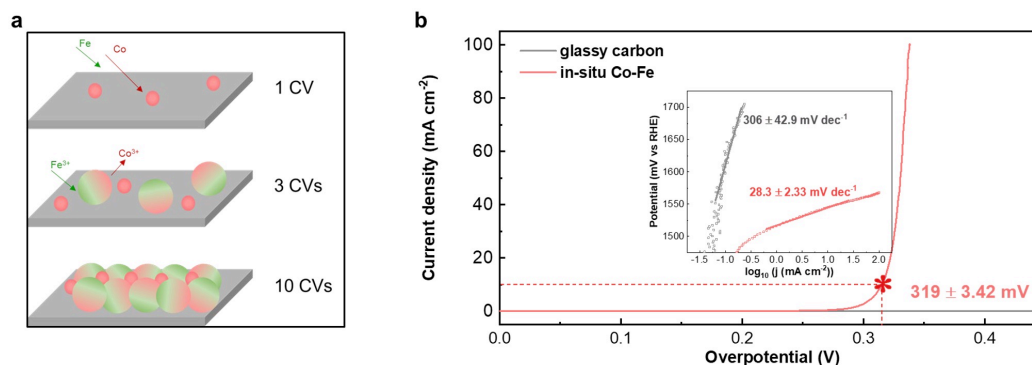 a
Fe
Co
1 CV
Fe³⁺
Co³⁺
3 CVs
10 CVs
b
Current density (mA cm⁻²)
100
80
60
40
20
0
glassy carbon
in-situ Co-Fe
Potential (mV vs RHE)
1700
1650
1600
1550
1500
306 ± 42.9 mV dec⁻¹
28.3 ± 2.33 mV dec⁻¹
-1.5 -1.0 -0.5 0.0 0.5 1.0 1.5 2.0
log₁₀ (j (mA cm⁻²))
319 ± 3.42 mV
0.0 0.1 0.2 0.3 0.4
Overpotential (V)